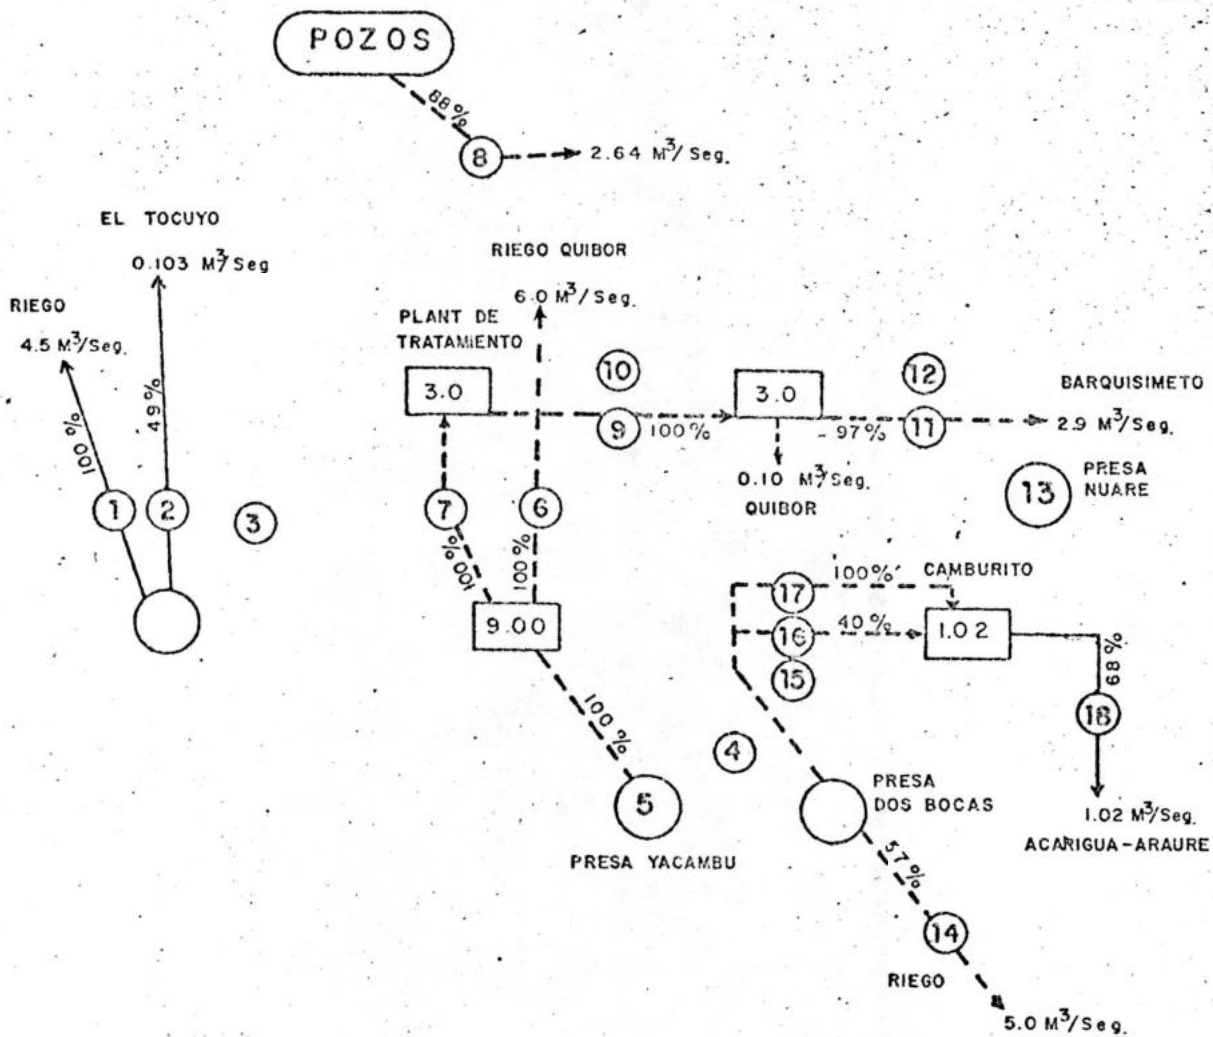 POZOS
88%
8
2.64 M³/Seg.
EL TOCUYO
0.103 M³/Seg
RIEGO
4.5 M³/Seg.
100%
49%
1
2
3
RIEGO QUIBOR
6.0 M³/Seg.
PLANT DE
TRATAMIENTO
3.0
10
9
100%
3.0
97%
12
11
BARQUISIMETO
2.9 M³/Seg.
0.10 M³/Seg.
QUIBOR
13
PRESA
NUARE
7
6
100%
100%
9.00
100%
5
PRESA YACAMBU
4
17
100%
CAMBURITO
16
40%
1.02
15
68%
18
1.02 M³/Seg.
ACARIGUA-ARAURE
PRESA
DOS BOCAS
57%
14
RIEGO
5.0 M³/Seg.